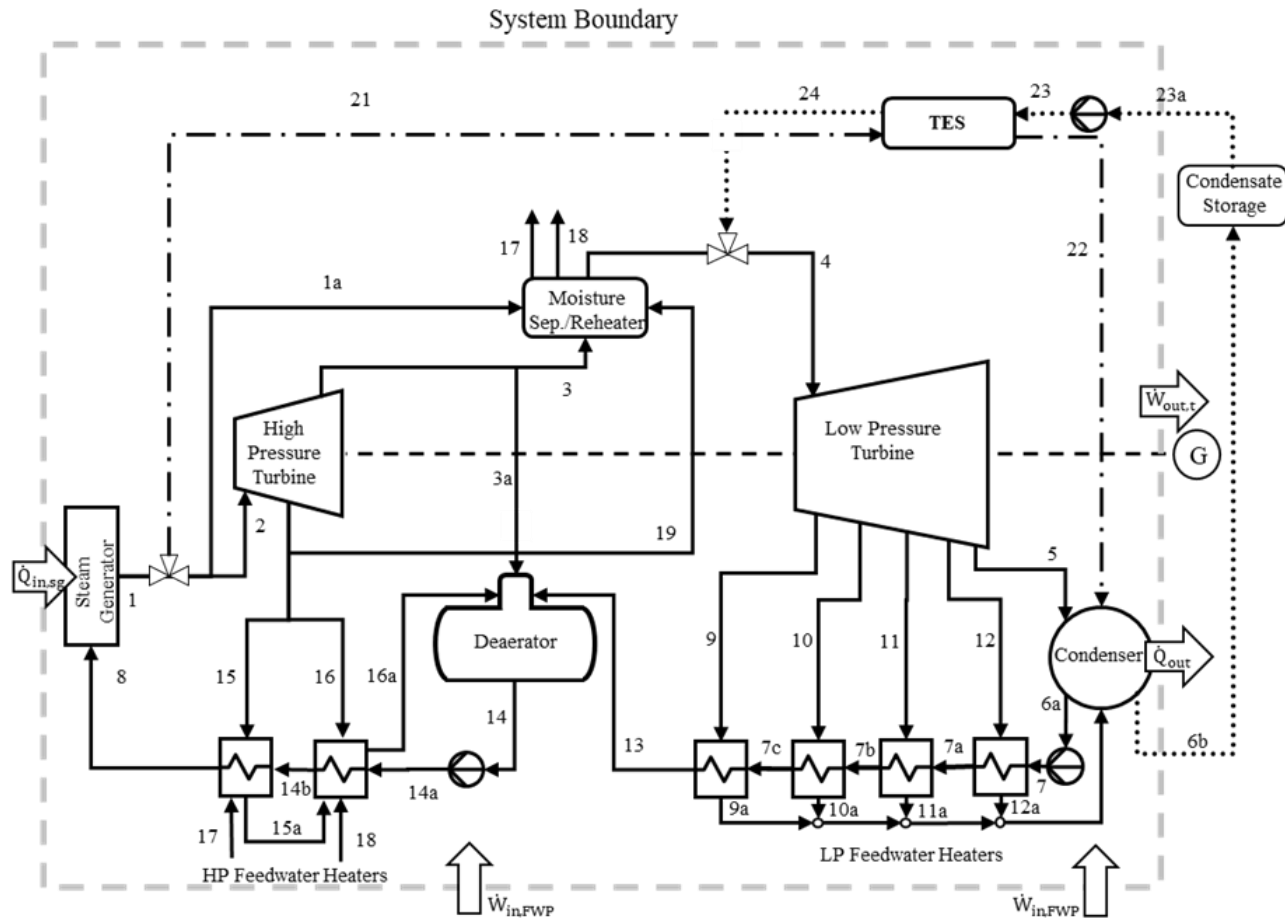 System Boundary
21
24
23
23a
TES
Condensate
Storage
17
18
4
22
1a
Moisture
Sep./Reheater
3
Ẇout,t
High
Pressure
Turbine
Low Pressure
Turbine
G
3a
2
19
5
Steam
Generator
Q̇in,sg
1
9
10
11
12
Condenser
Q̇out
Deaerator
8
15
16
16a
6a
14
13
7c
7b
7a
7
6b
14b
14a
17
15a
18
9a
10a
11a
12a
HP Feedwater Heaters
LP Feedwater Heaters
Ẇin,FWP
Ẇin,FWP